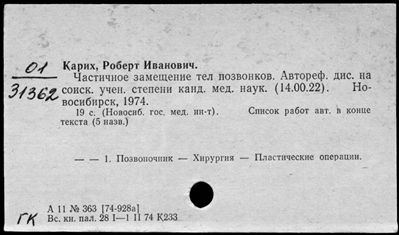 01
31362
Карих, Роберт Иванович.
Частичное замещение тел позвонков. Автореф. дис. на
соиск. учен. степени канд. мед. наук. (14.00.22). Но-
восибирск, 1974.
19 с. (Новосиб. гос. мед. ин-т). Список работ авт. в конце
текста (5 назв.)
— — 1. Позвоночник — Хирургия — Пластические операции.
А 11 № 363 [74-928а]
ГК Вс. кн. пал. 28 I—1 II 74 К233